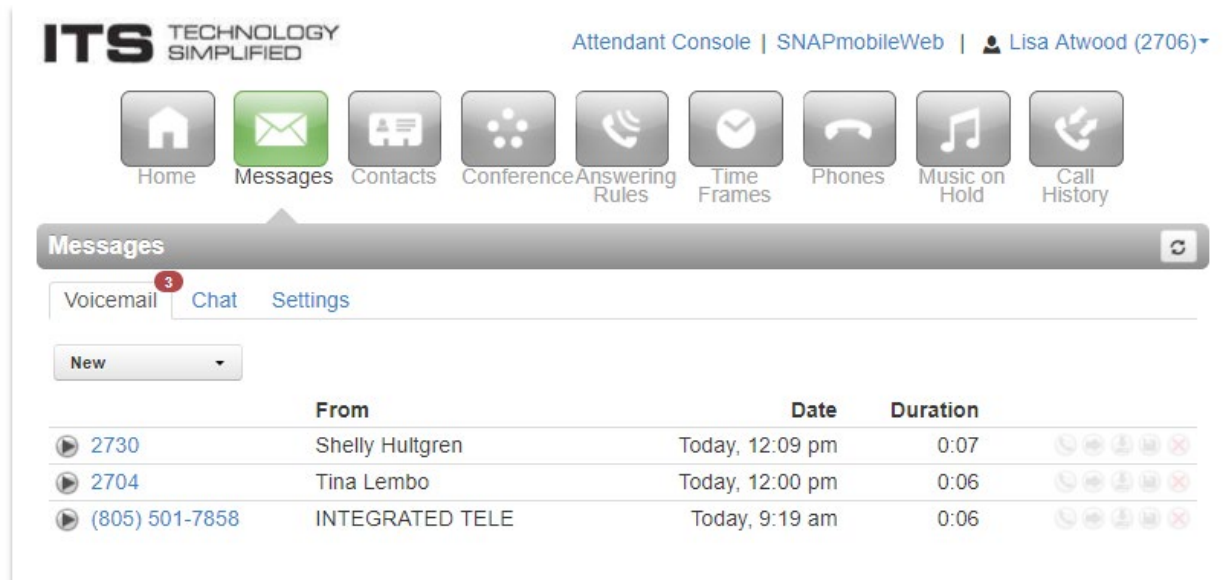 ITS TECHNOLOGY SIMPLIFIED
Attendant Console | SNAPmobileWeb | Lisa Atwood (2706)
Home Messages Contacts Conference Answering Rules Time Frames Phones Music on Hold Call History
Messages
Voicemail 3 Chat Settings
New
From Date Duration
2730 Shelly Hultgren Today, 12:09 pm 0:07
2704 Tina Lembo Today, 12:00 pm 0:06
(805) 501-7858 INTEGRATED TELE Today, 9:19 am 0:06